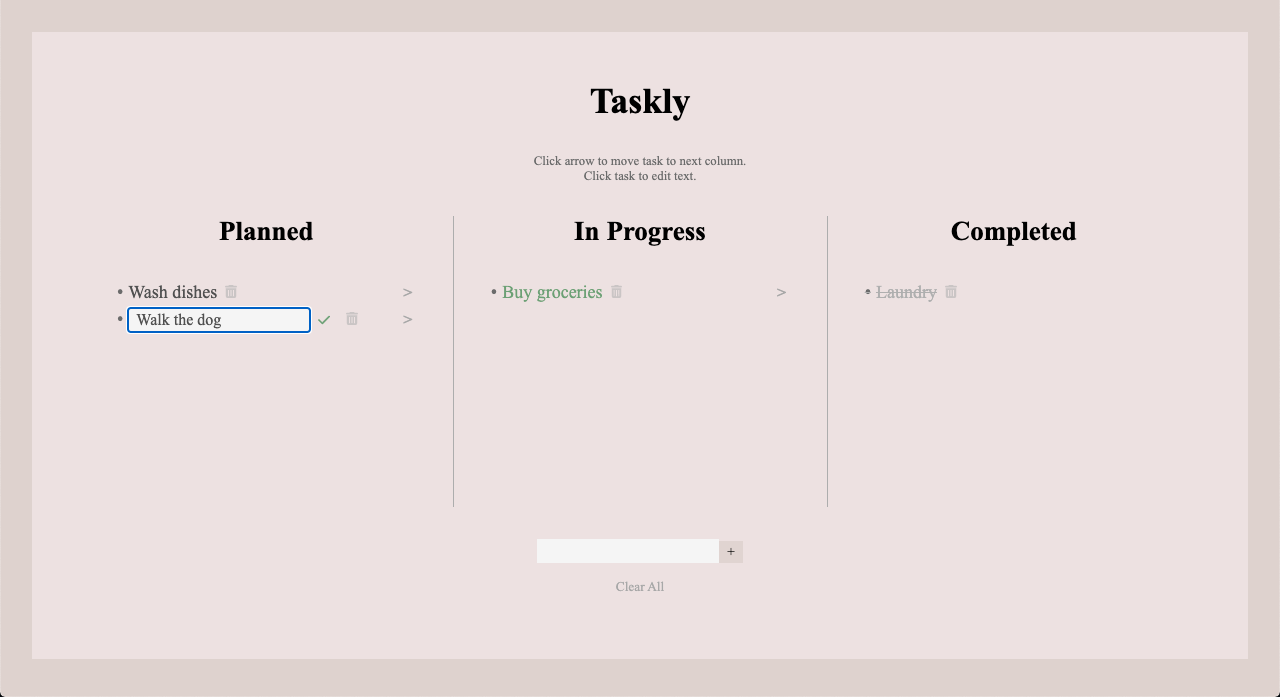 Taskly
Click arrow to move task to next column.
Click task to edit text.
Planned
• Wash dishes >
• Walk the dog >
In Progress
• Buy groceries >
Completed
• Laundry
+
Clear All